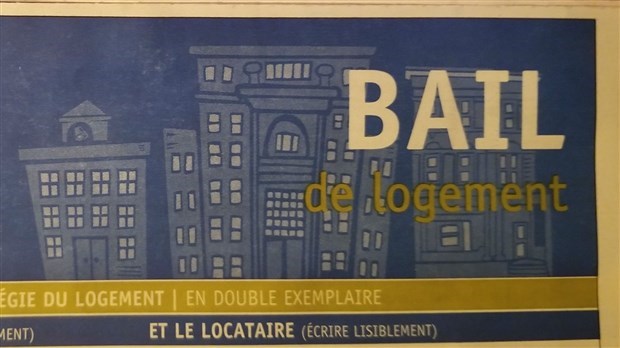 BAIL
de logement
ÉGIE DU LOGEMENT | EN DOUBLE EXEMPLAIRE
MENT) ET LE LOCATAIRE (ÉCRIRE LISIBLEMENT)